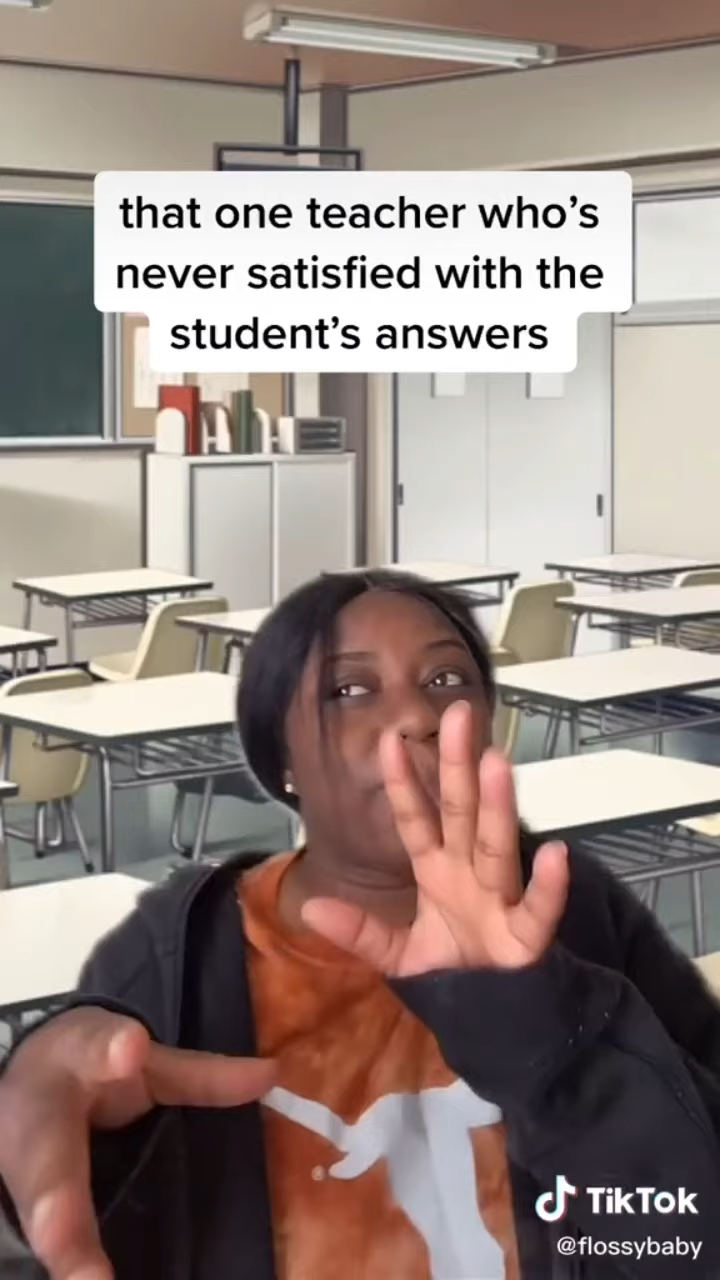 that one teacher who's
never satisfied with the
student's answers
TikTok
@flossybaby